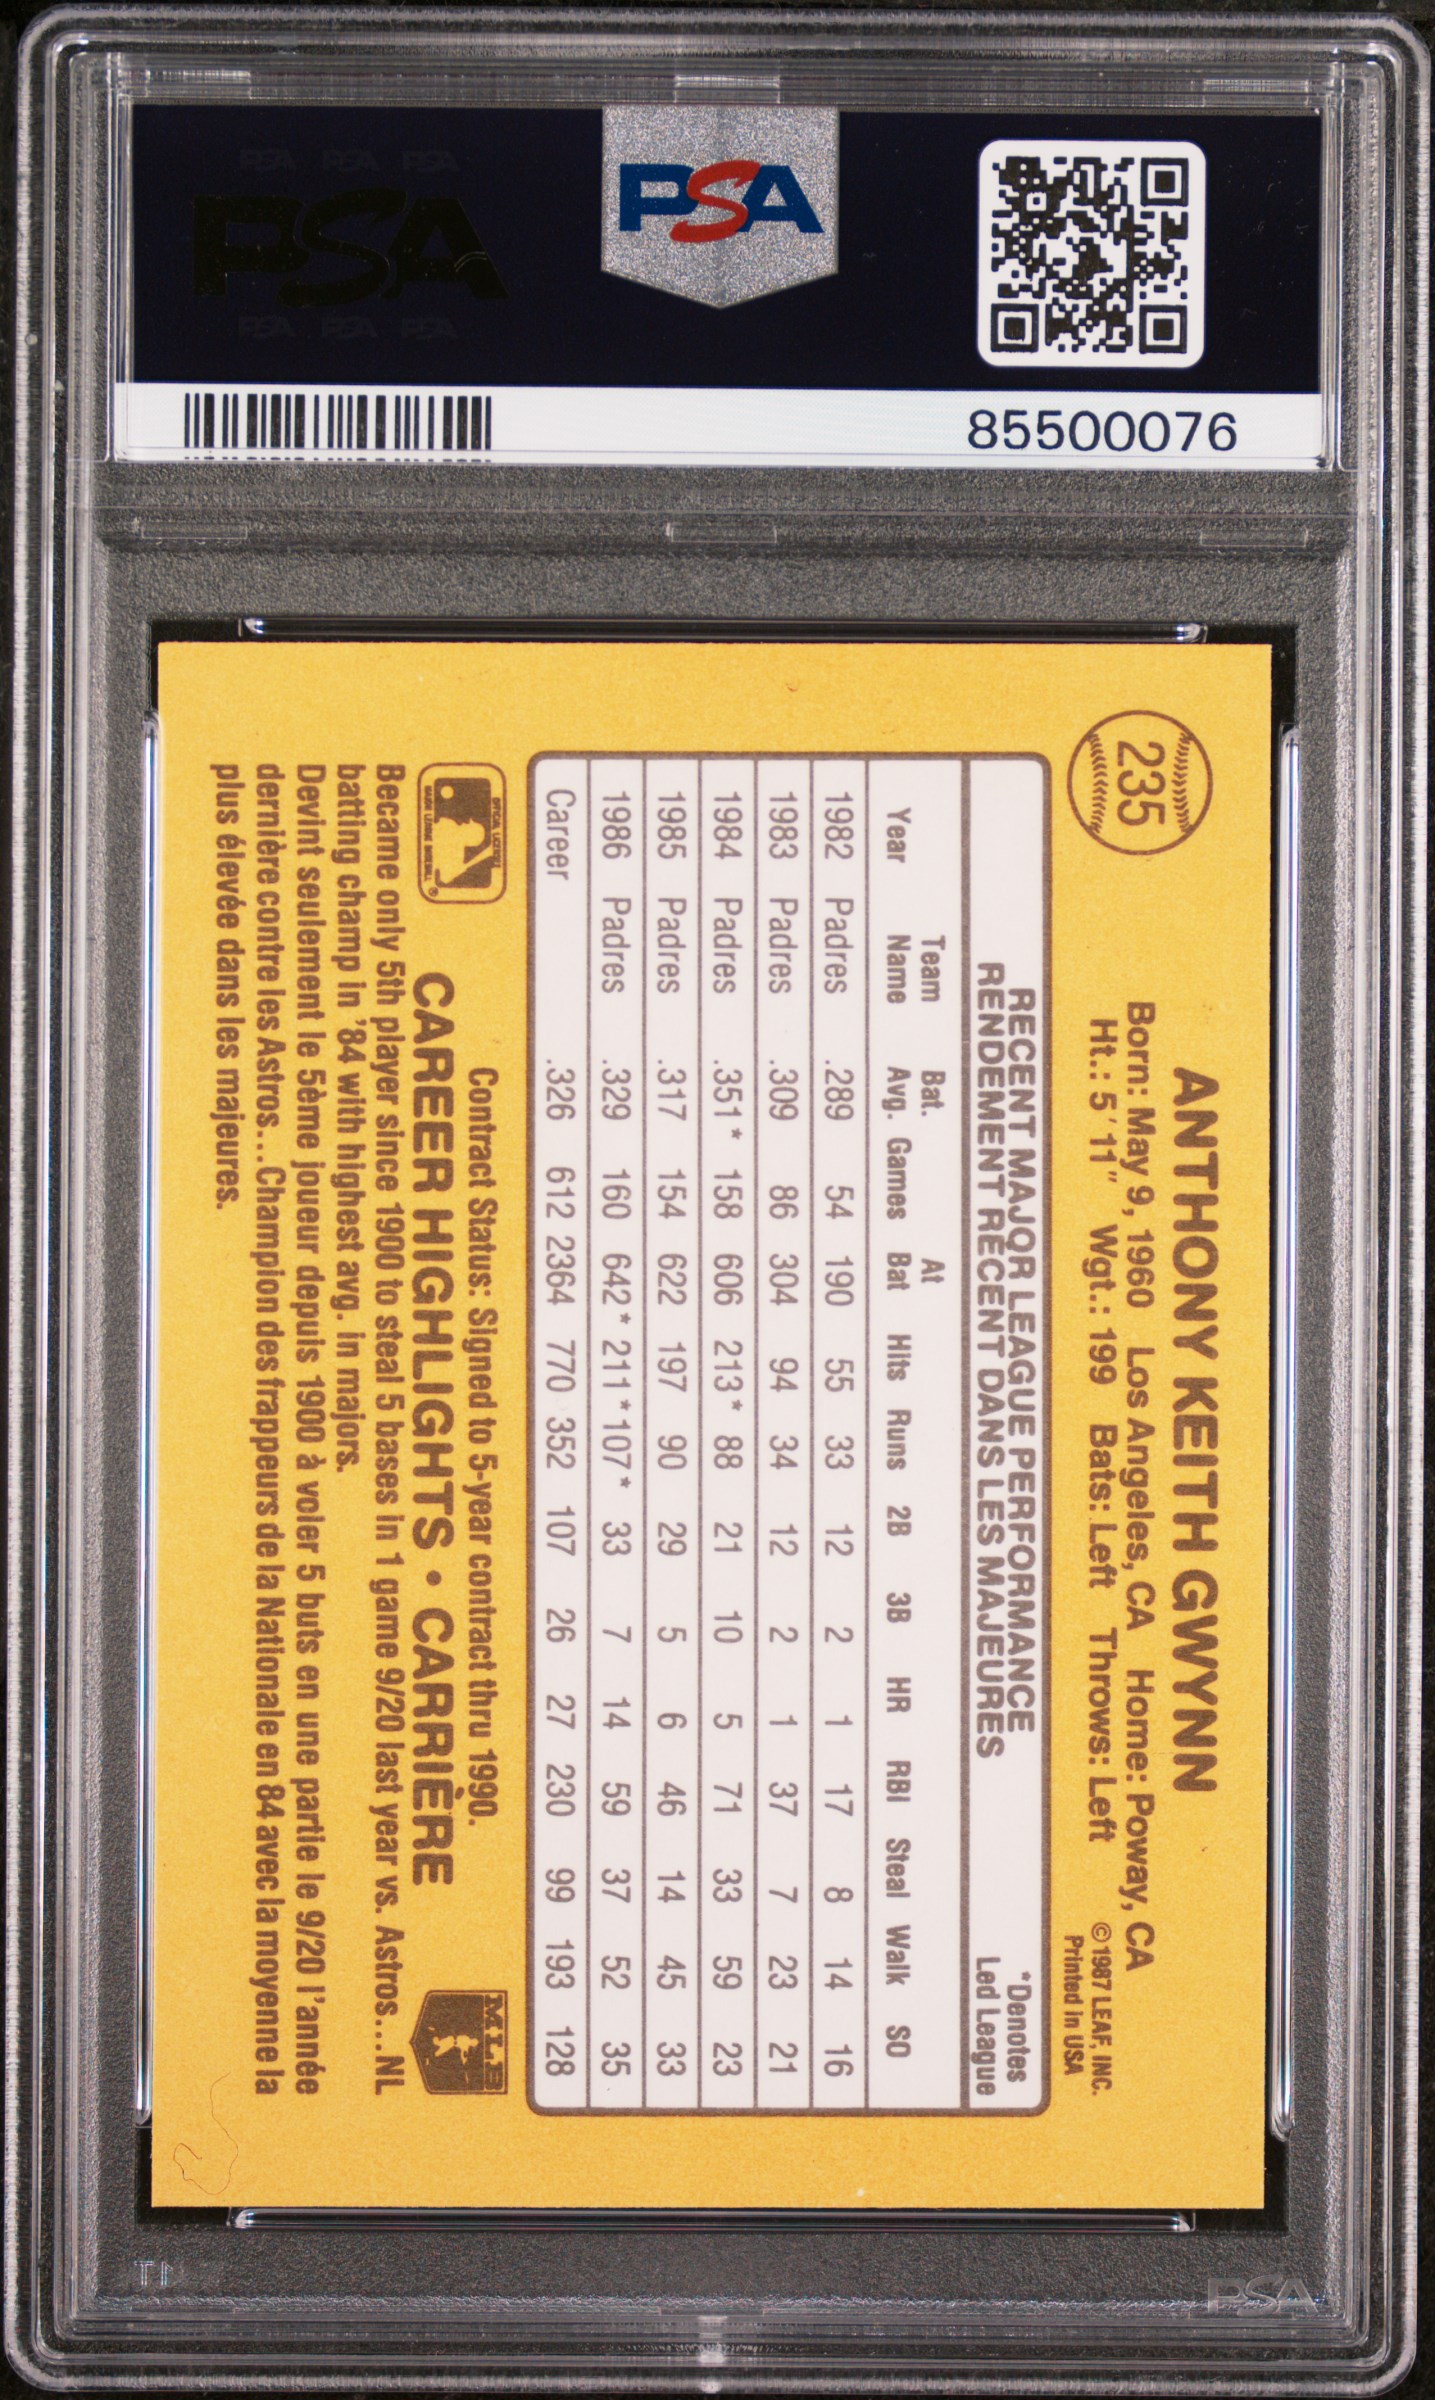 PSA PSA PSA
PSA
PSA PSA PSA
PSA
85500076
235
ANTHONY KEITH GWYNN
Born: May 9, 1960 Los Angeles, CA Home: Poway, CA
Ht.: 5'11" Wgt.: 199 Bats: Left Throws: Left
© 1987 LEAF, INC.
Printed in USA
RECENT MAJOR LEAGUE PERFORMANCE
RENDEMENT RÉCENT DANS LES MAJEURES
*Denotes
Led League
Year Team Name Bat. Avg. Games At Bat Hits Runs 2B 3B HR RBI Steal Walk SO
1982 Padres .289 54 190 55 33 12 2 1 17 8 14 16
1983 Padres .309 86 304 94 34 12 2 1 37 7 23 21
1984 Padres .351* 158 606 213* 88 21 10 5 71 33 59 23
1985 Padres .317 154 622 197 90 29 5 6 46 14 45 33
1986 Padres .329 160 642* 211* 107* 33 7 14 59 37 52 35
Career .326 612 2364 770 352 107 26 27 230 99 193 128
Contract Status: Signed to 5-year contract thru 1990.
CAREER HIGHLIGHTS • CARRIÈRE
MLB
Became only 5th player since 1900 to steal 5 bases in 1 game 9/20 last year vs. Astros...NL
batting champ in '84 with highest avg. in majors.
Devint seulement le 5ème joueur depuis 1900 à voler 5 buts en une partie le 9/20 l'année
dernière contre les Astros...Champion des frappeurs de la Nationale en 84 avec la moyenne la
plus élevée dans les majeures.
PSA